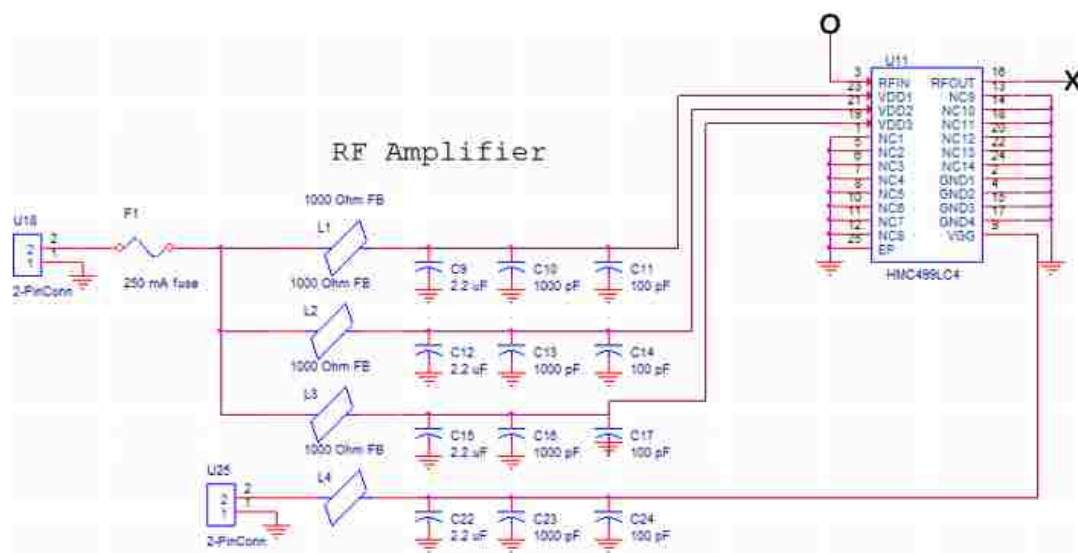 O
U11
3 RFIN RFOUT 16
23 VDD1 NC9 13
21 VDD2 NC10 14
19 VDD3 NC11 18
1 NC1 NC12 20
5 NC2 NC13 22
6 NC3 NC14 24
7 NC4 GND1 2
8 NC5 GND2 4
10 NC6 GND3 15
11 NC7 GND4 17
12 NC8 VGG 9
25 EP
HMC499LC4
X
RF Amplifier
1000 Ohm FB
U18
2 2
1 1
2-PinConn
F1
250 mA fuse
L1
1000 Ohm FB
C9
2.2 uF
C10
1000 pF
C11
100 pF
L2
1000 Ohm FB
C12
2.2 uF
C13
1000 pF
C14
100 pF
L3
1000 Ohm FB
C15
2.2 uF
C16
1000 pF
C17
100 pF
U25
2 2
1 1
2-PinConn
L4
C22
2.2 uF
C23
1000 pF
C24
100 pF